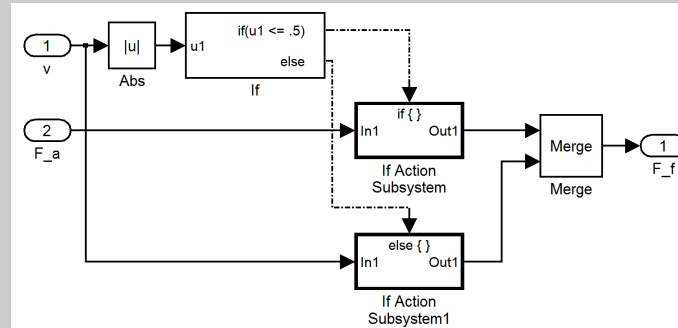 1
v
|u|
Abs
u1
if(u1 <= .5)
else
If
2
F_a
if { }
In1
Out1
If Action
Subsystem
Merge
Merge
1
F_f
else { }
In1
Out1
If Action
Subsystem1